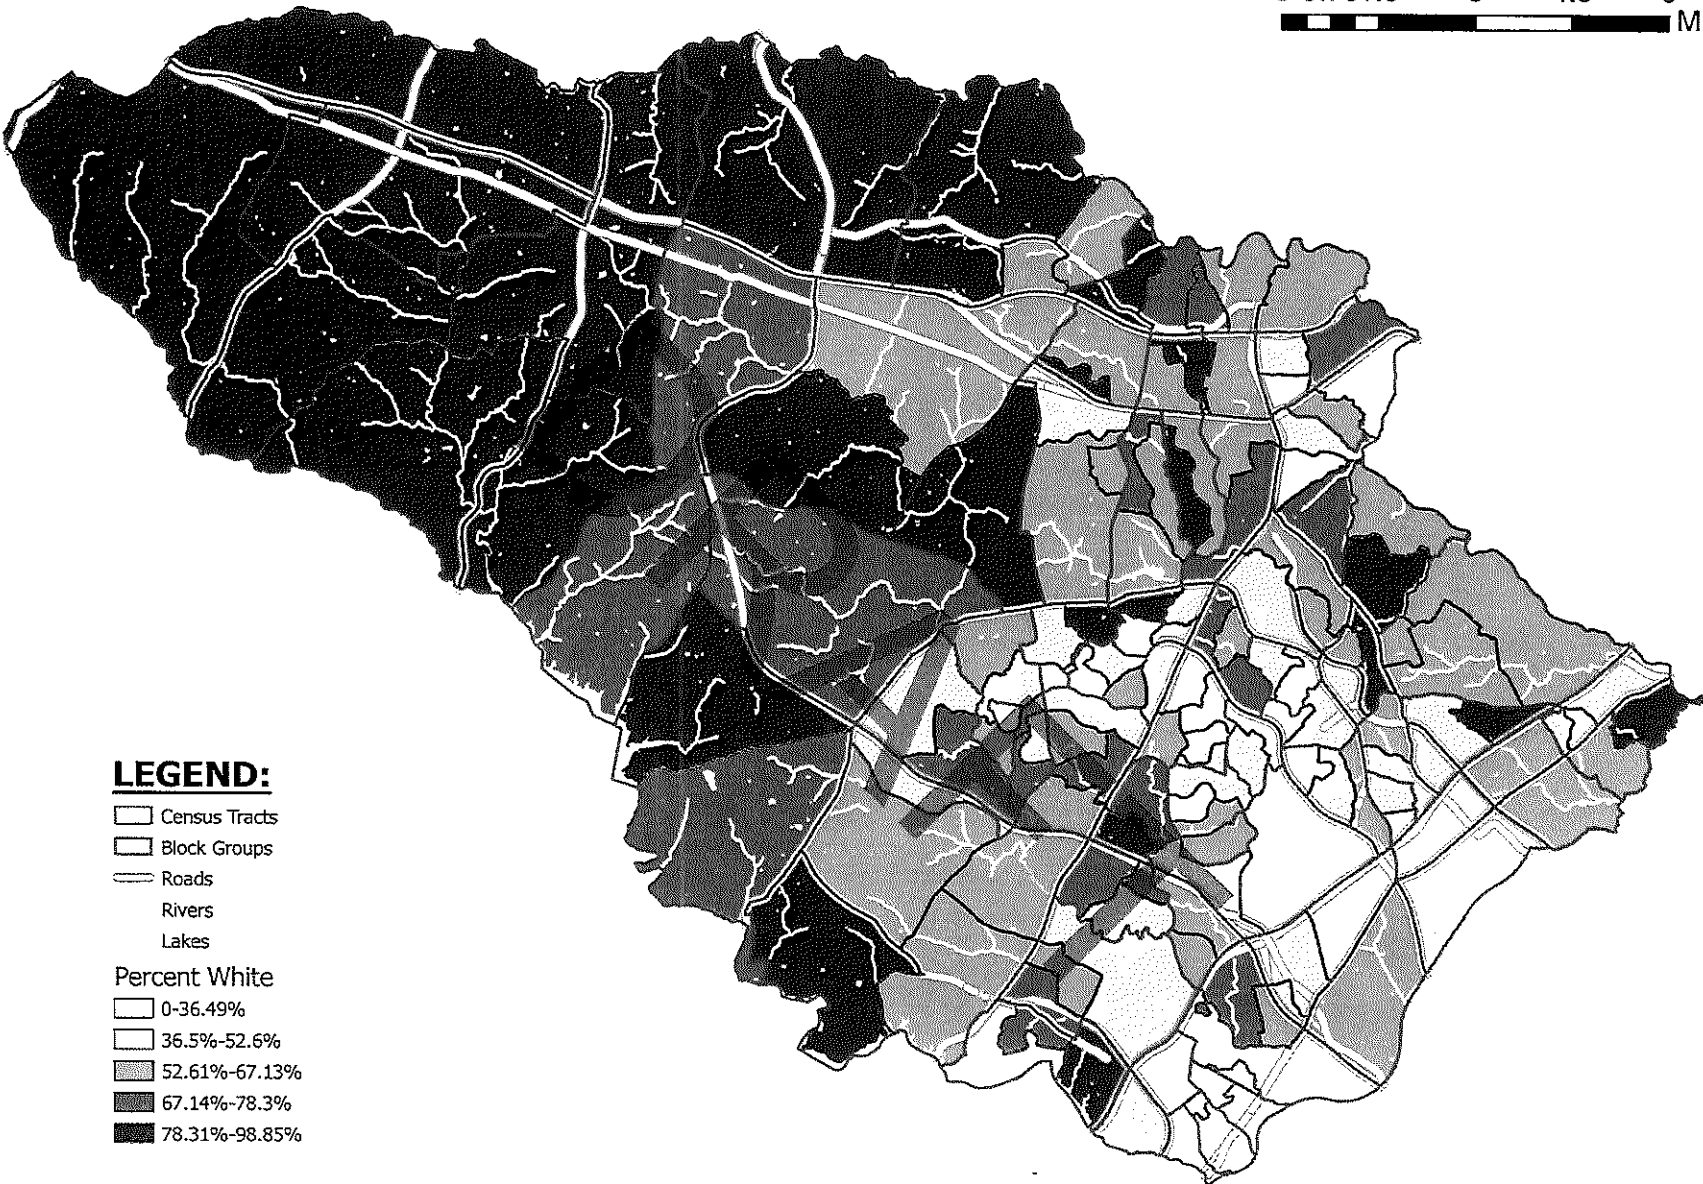 M
LEGEND:
Census Tracts
Block Groups
Roads
Rivers
Lakes
Percent White
0-36.49%
36.5%-52.6%
52.61%-67.13%
67.14%-78.3%
78.31%-98.85%